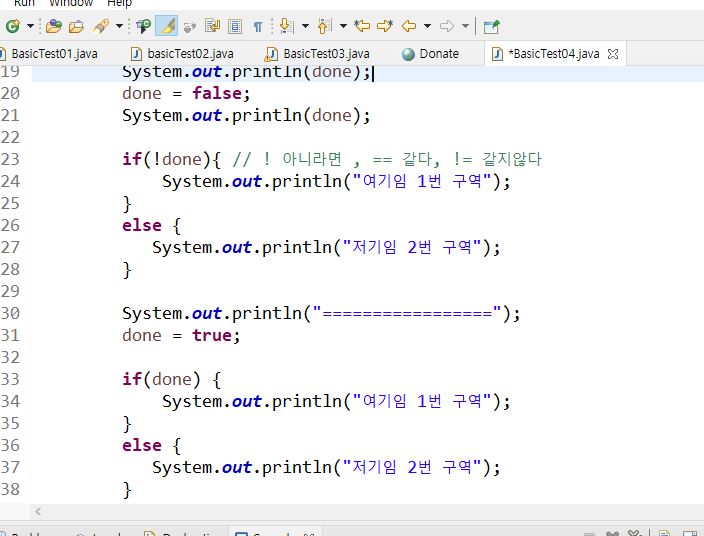 Run Window Help
BasicTest01.java basicTest02.java BasicTest03.java Donate *BasicTest04.java
19 System.out.println(done);
20 done = false;
21 System.out.println(done);
22
23 if(!done){ // ! 아니라면 , == 같다, != 같지않다
24 System.out.println("여기임 1번 구역");
25 }
26 else {
27 System.out.println("저기임 2번 구역");
28 }
29
30 System.out.println("=================");
31 done = true;
32
33 if(done) {
34 System.out.println("여기임 1번 구역");
35 }
36 else {
37 System.out.println("저기임 2번 구역");
38 }